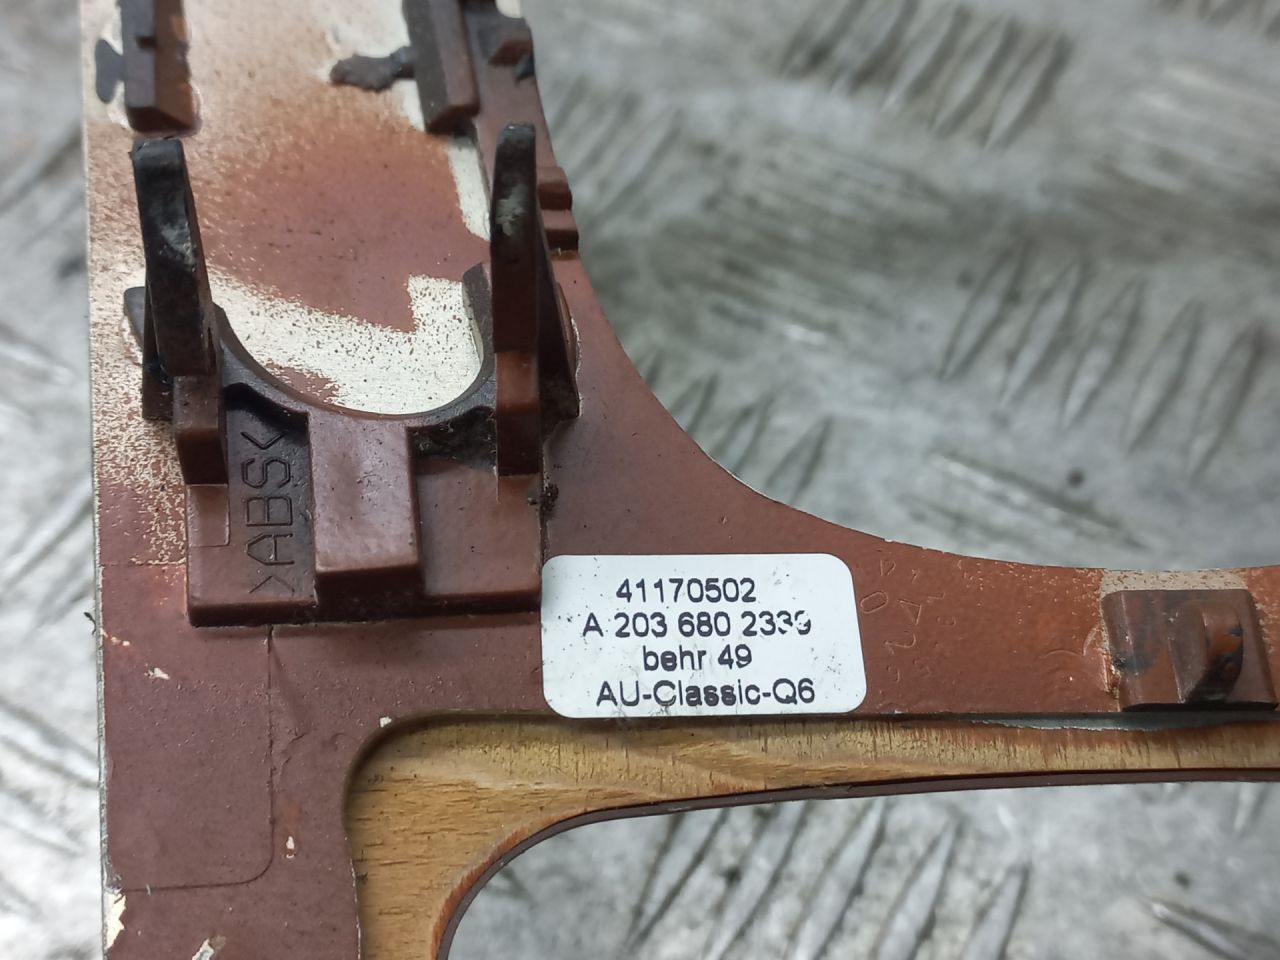 >ABS<
41170502
A 203 680 2339
behr 49
AU-Classic-Q6